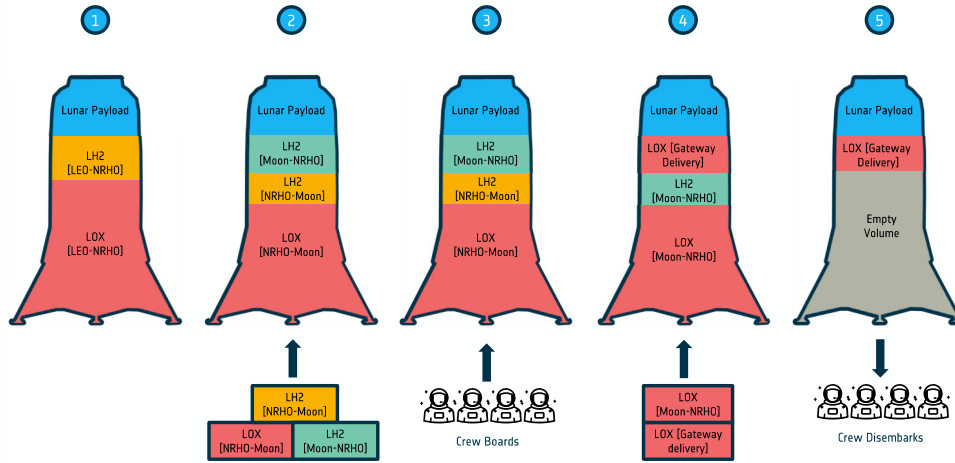 1
2
3
4
5
Lunar Payload
LH2
[LEO-NRHO]
LOX
[LEO-NRHO]
Lunar Payload
LH2
[Moon-NRHO]
LH2
[NRHO-Moon]
LOX
[NRHO-Moon]
LH2
[NRHO-Moon]
LOX
[NRHO-Moon]
LH2
[Moon-NRHO]
Lunar Payload
LH2
[Moon-NRHO]
LH2
[NRHO-Moon]
LOX
[NRHO-Moon]
Crew Boards
Lunar Payload
LOX [Gateway
Delivery]
LH2
[Moon-NRHO]
LOX
[Moon-NRHO]
LOX
[Moon-NRHO]
LOX [Gateway
delivery]
Lunar Payload
LOX [Gateway
Delivery]
Empty
Volume
Crew Disembarks